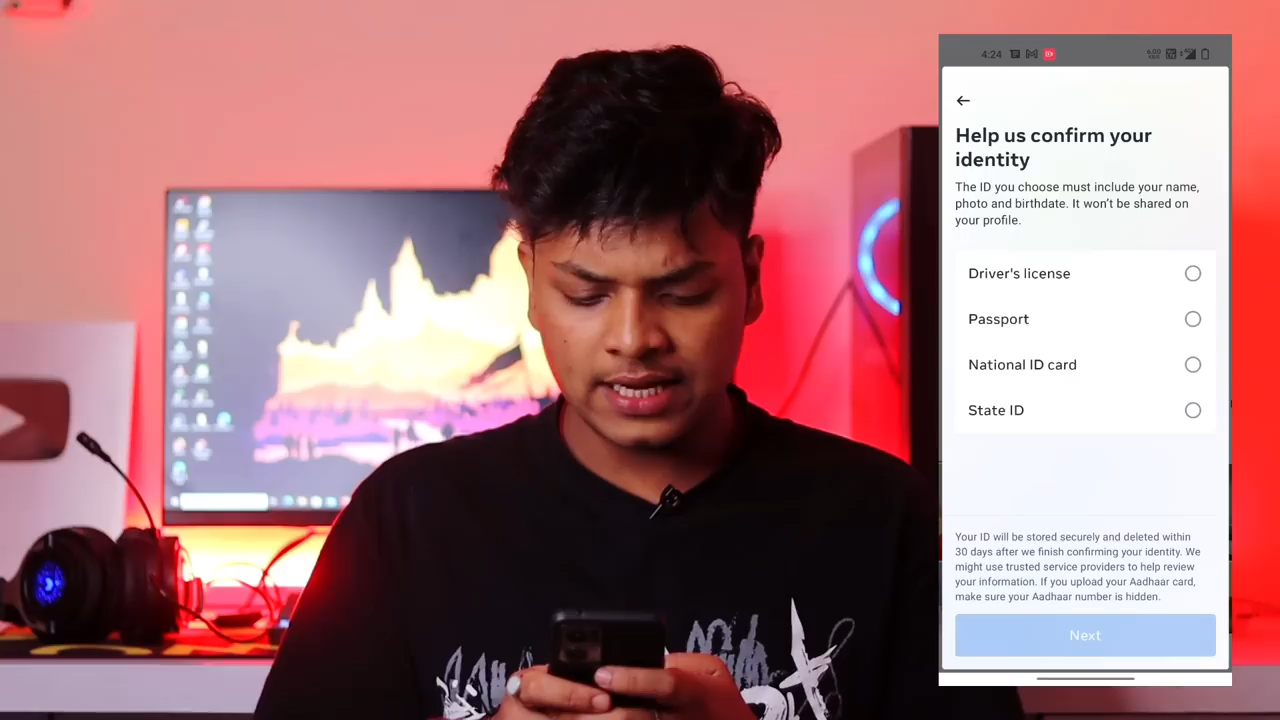 4:24
6.00
KB/S
Help us confirm your
identity
The ID you choose must include your name,
photo and birthdate. It won't be shared on
your profile.
Driver's license
Passport
National ID card
State ID
Your ID will be stored securely and deleted within
30 days after we finish confirming your identity. We
might use trusted service providers to help review
your information. If you upload your Aadhaar card,
make sure your Aadhaar number is hidden.
Next